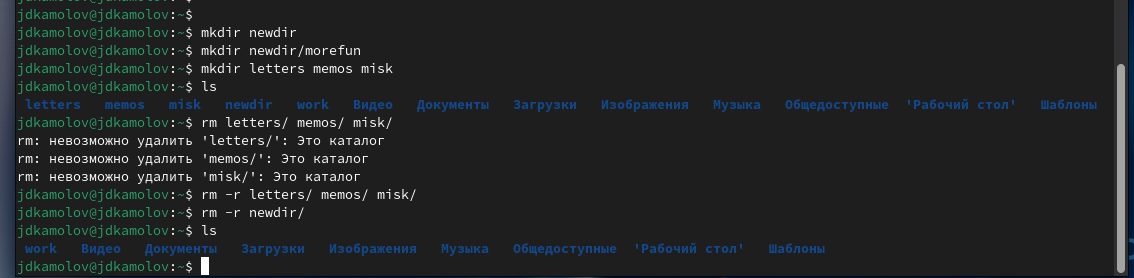 jdkamolov@jdkamolov:~$
jdkamolov@jdkamolov:~$
jdkamolov@jdkamolov:~$ mkdir newdir
jdkamolov@jdkamolov:~$ mkdir newdir/morefun
jdkamolov@jdkamolov:~$ mkdir letters memos misk
jdkamolov@jdkamolov:~$ ls
letters memos misk newdir work Видео Документы Загрузки Изображения Музыка Общедоступные 'Рабочий стол' Шаблоны
jdkamolov@jdkamolov:~$ rm letters/ memos/ misk/
rm: невозможно удалить 'letters/': Это каталог
rm: невозможно удалить 'memos/': Это каталог
rm: невозможно удалить 'misk/': Это каталог
jdkamolov@jdkamolov:~$ rm -r letters/ memos/ misk/
jdkamolov@jdkamolov:~$ rm -r newdir/
jdkamolov@jdkamolov:~$ ls
work Видео Документы Загрузки Изображения Музыка Общедоступные 'Рабочий стол' Шаблоны
jdkamolov@jdkamolov:~$